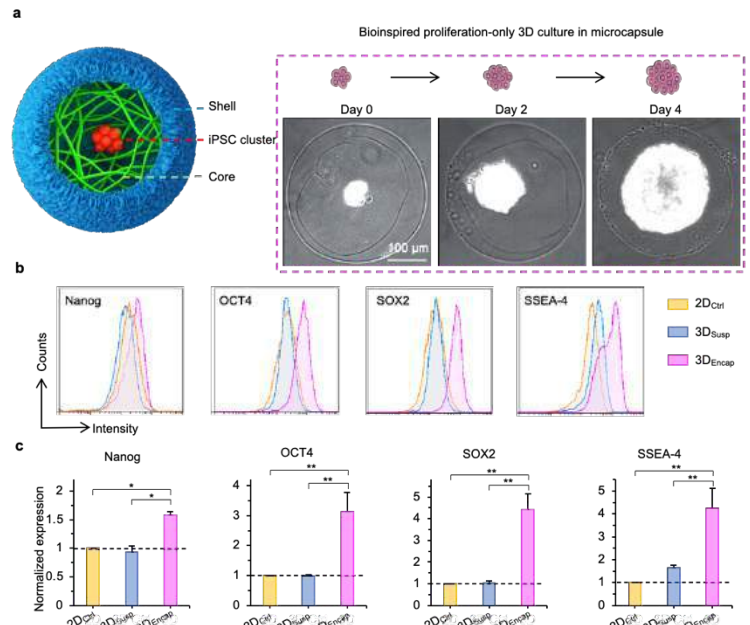 a
Bioinspired proliferation-only 3D culture in microcapsule
Shell
iPSC cluster
Core
Day 0
Day 2
Day 4
100 μm
b
Nanog
OCT4
SOX2
SSEA-4
2DCtrl
3DSusp
3DEncap
Counts
Intensity
c
Nanog
OCT4
SOX2
SSEA-4
Normalized expression
2
1.5
1
0.5
0
*
*
4
3
2
1
0
**
**
5
4
3
2
1
0
**
**
5
4
3
2
1
0
**
**
2DCtrl
3DSusp
3DEncap
2DCtrl
3DSusp
3DEncap
2DCtrl
3DSusp
3DEncap
2DCtrl
3DSusp
3DEncap